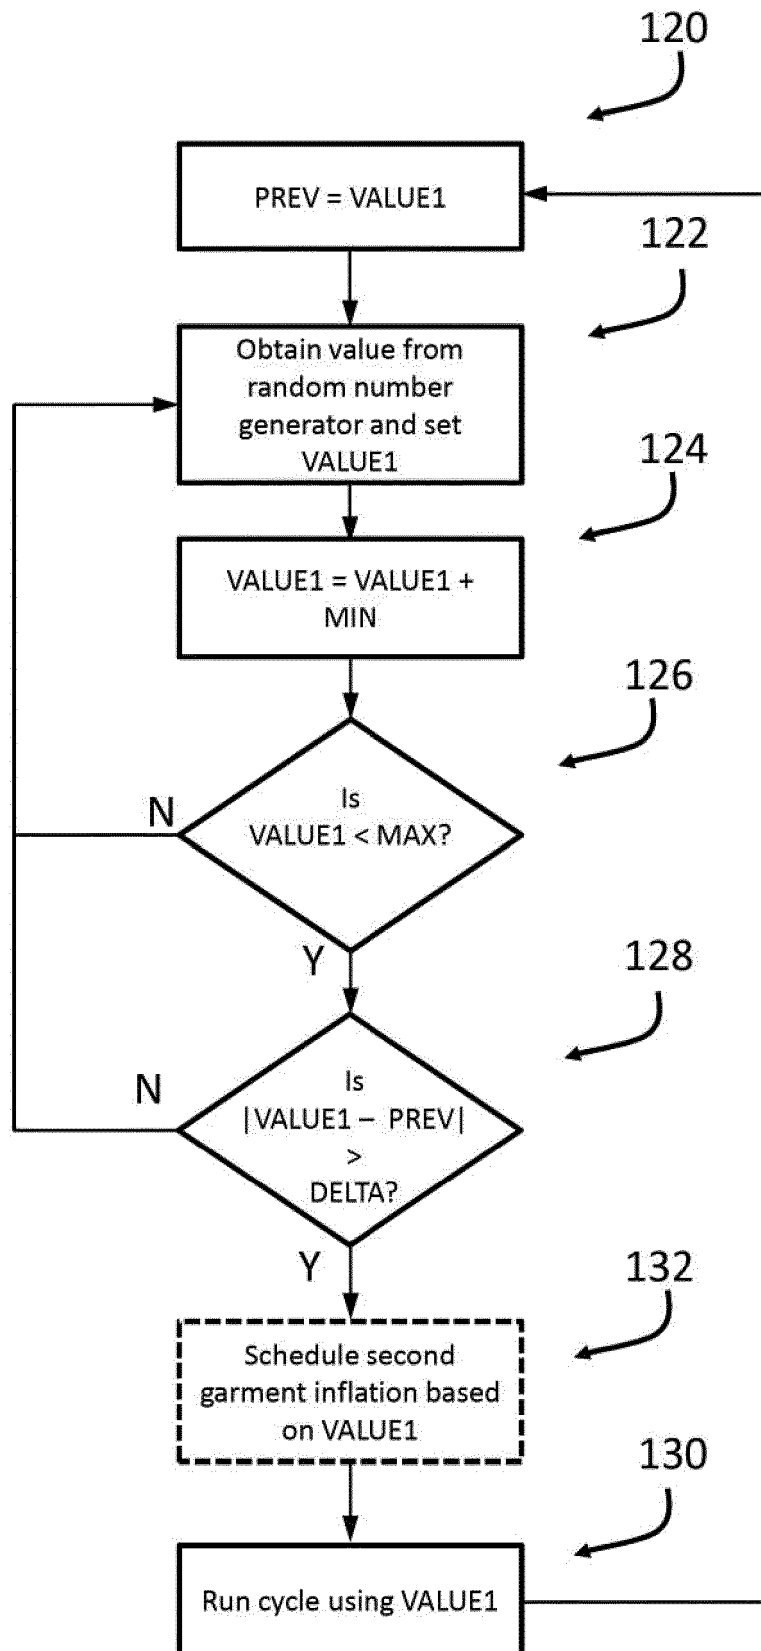 120
PREV = VALUE1
122
Obtain value from
random number
generator and set
VALUE1
124
VALUE1 = VALUE1 +
MIN
126
Is
VALUE1 < MAX?
N
Y
128
Is
|VALUE1 – PREV|
>
DELTA?
N
Y
132
Schedule second
garment inflation based
on VALUE1
130
Run cycle using VALUE1